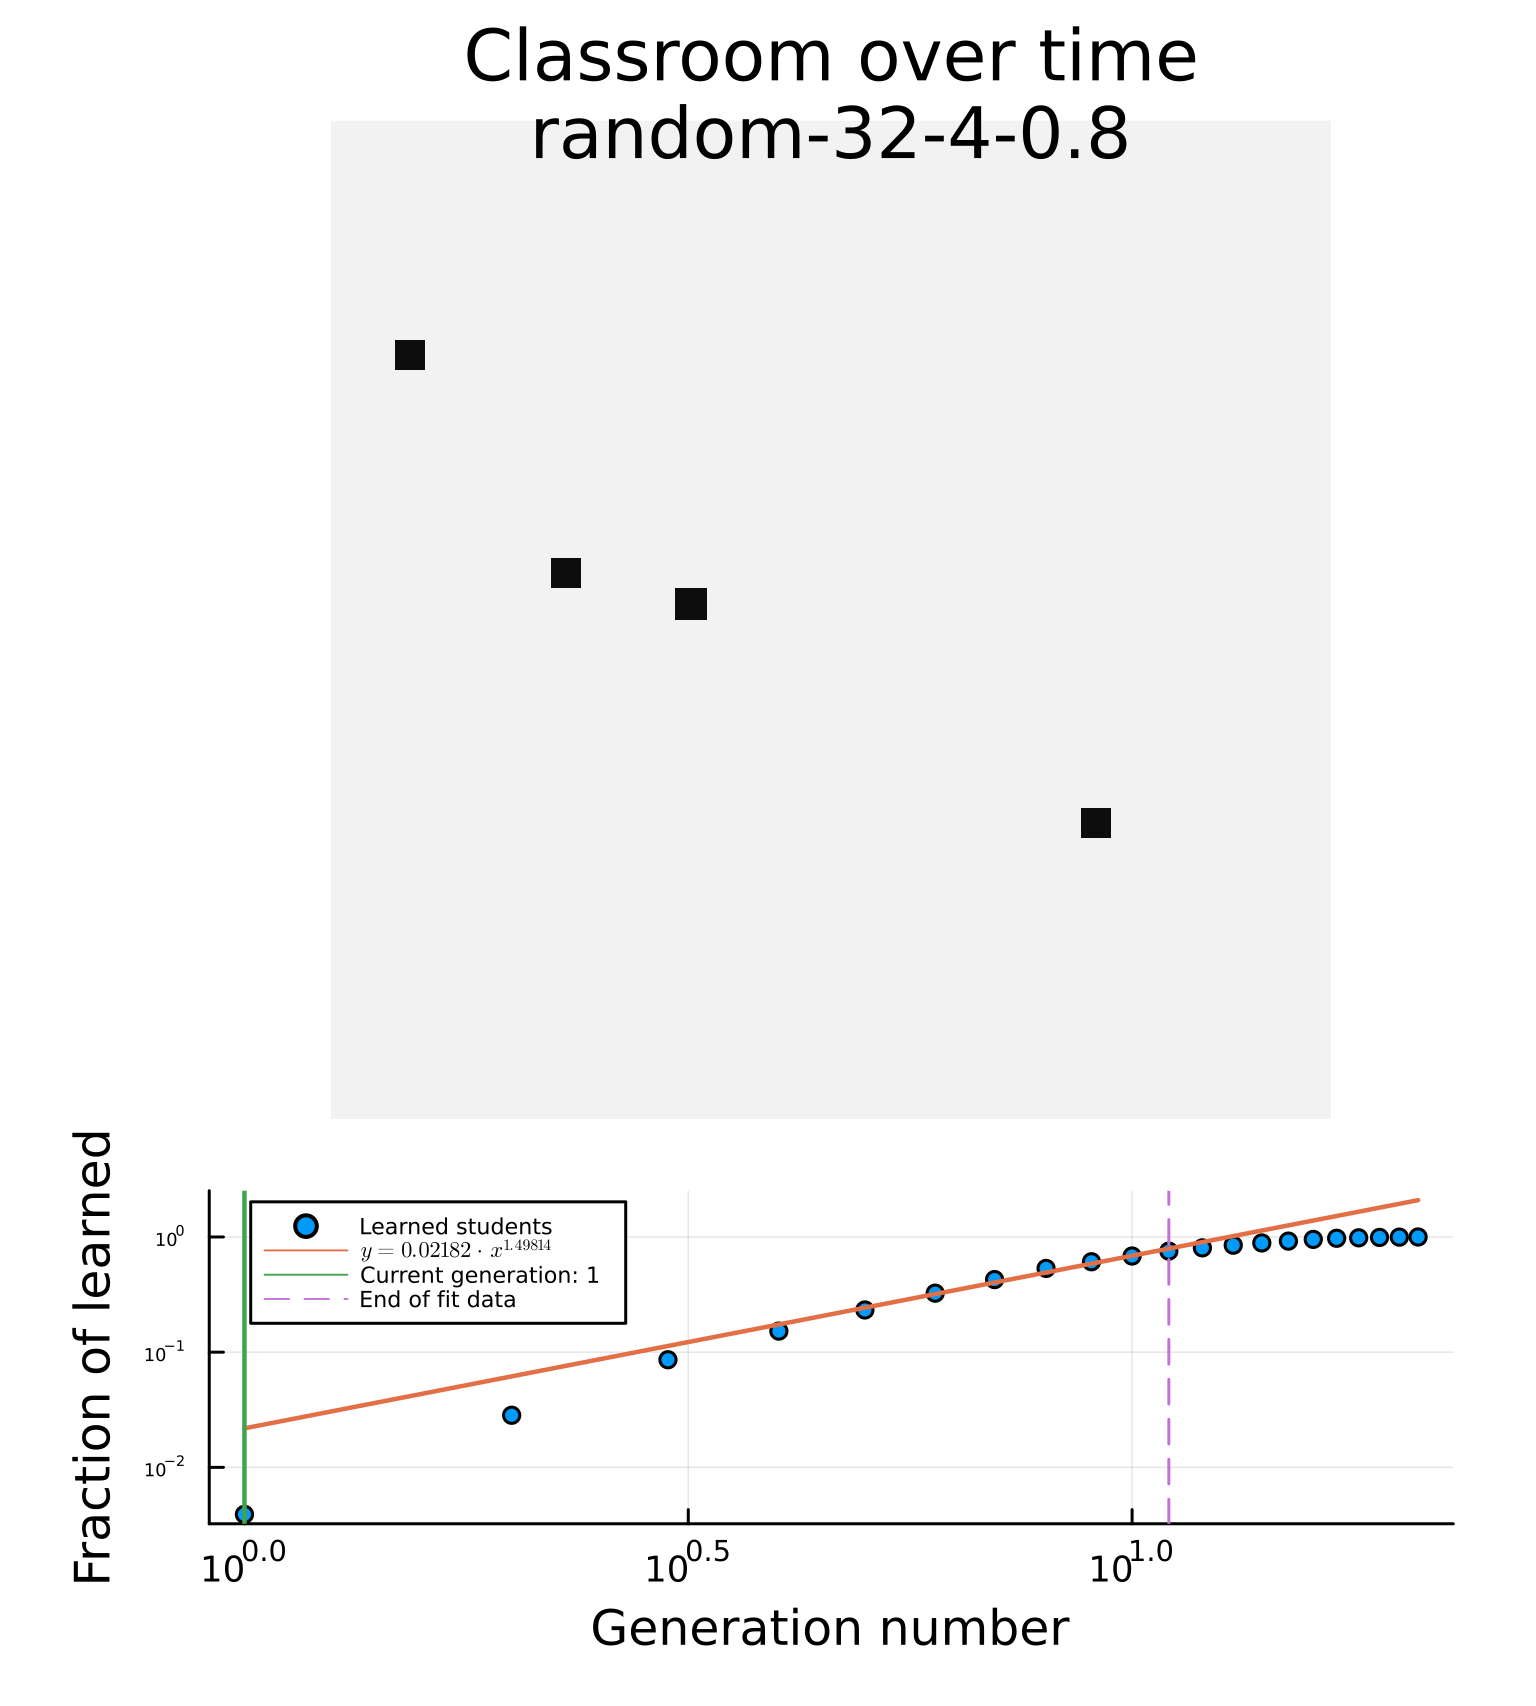 Classroom over time
random-32-4-0.8
Fraction of learned
10⁰
10⁻¹
10⁻²
Learned students
y = 0.02182 · x^1.49814
Current generation: 1
End of fit data
10^0.0
10^0.5
10^1.0
Generation number